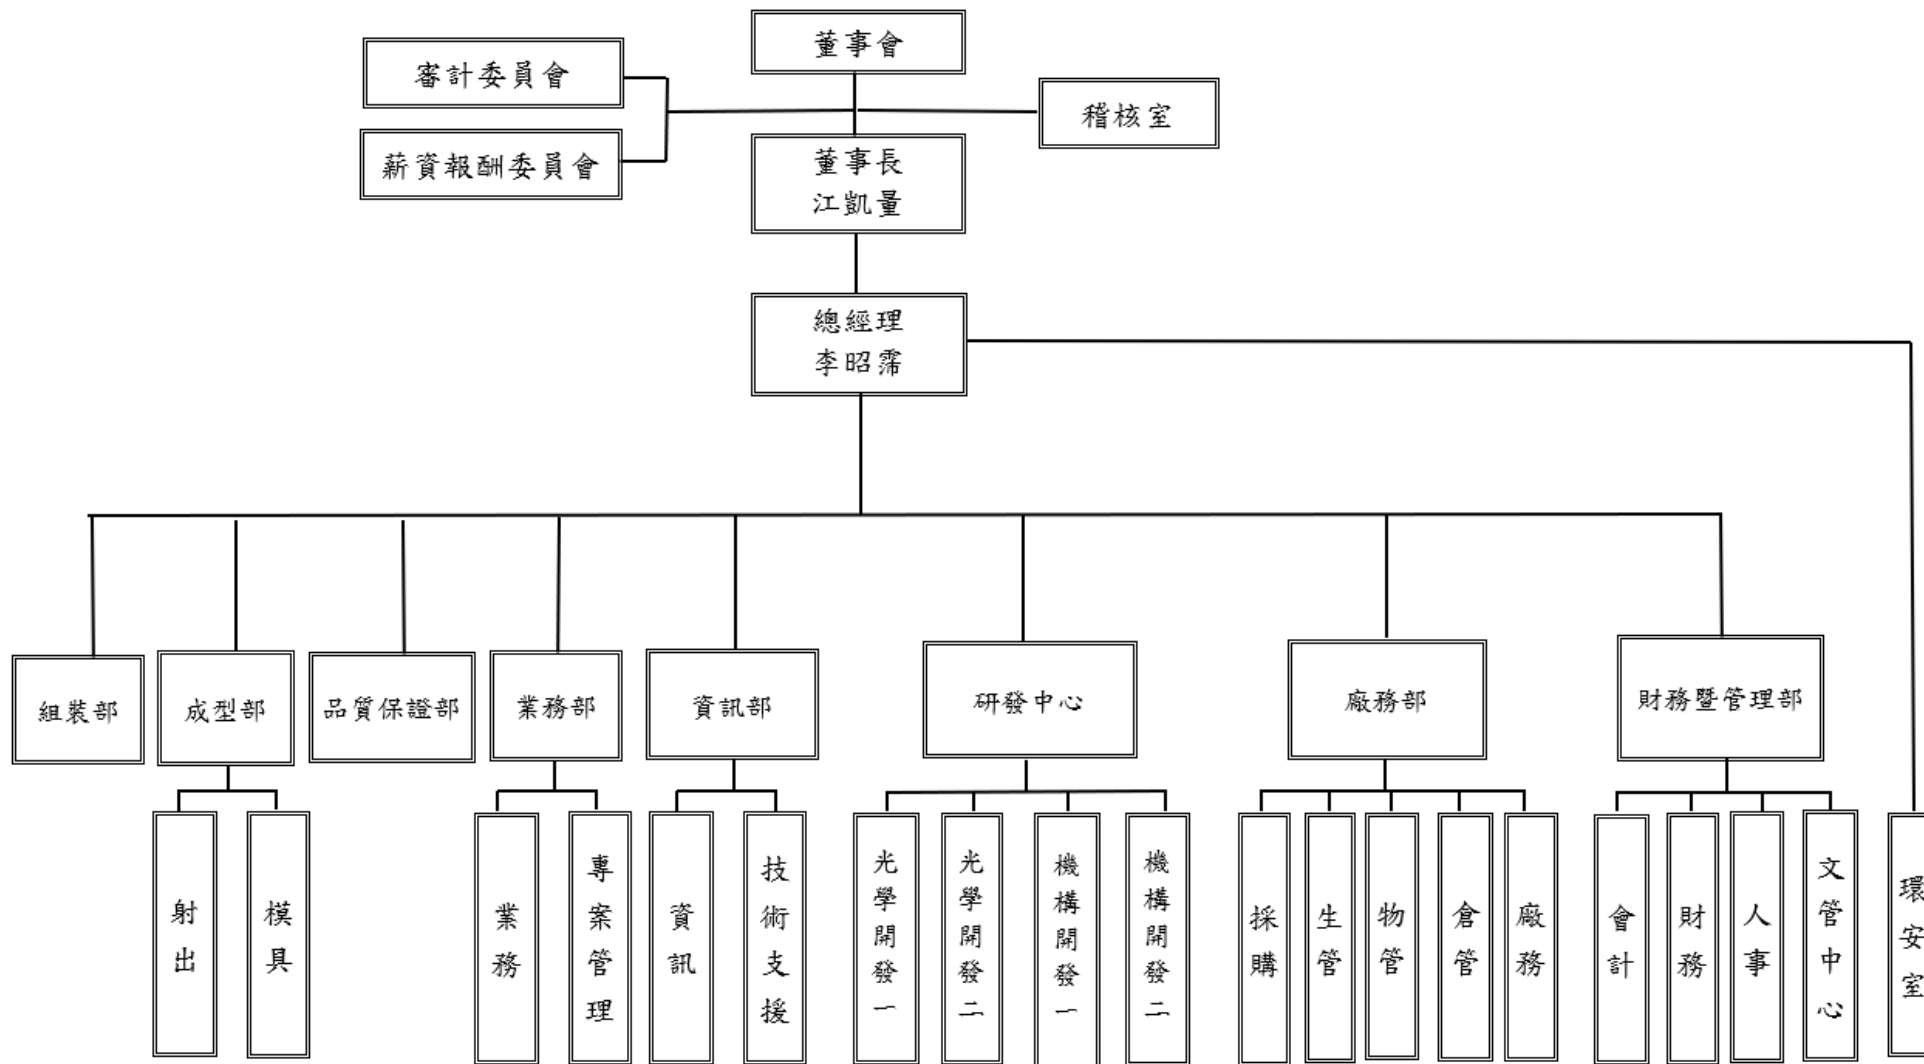 董事會
審計委員會
稽核室
薪資報酬委員會
董事長
江凱量
總經理
李昭霈
組裝部
成型部
品質保證部
業務部
資訊部
研發中心
廠務部
財務暨管理部
射出
模具
業務
專案管理
資訊
技術支援
光學開發一
光學開發二
機構開發一
機構開發二
採購
生管
物管
倉管
廠務
會計
財務
人事
文管中心
環安室